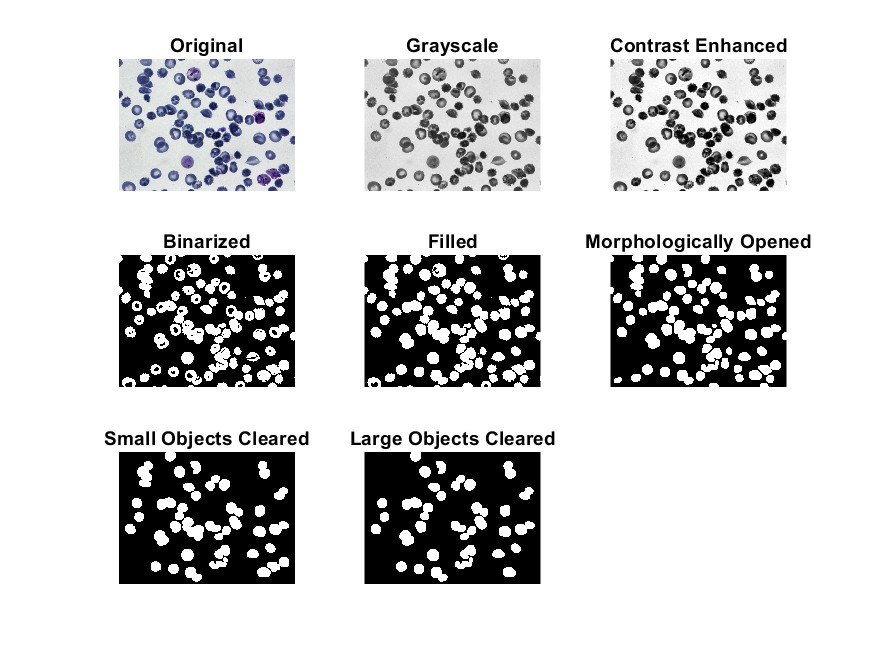 Original
Grayscale
Contrast Enhanced
Binarized
Filled
Morphologically Opened
Small Objects Cleared
Large Objects Cleared